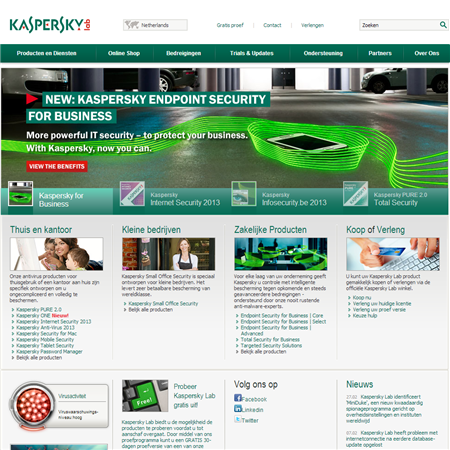 KASPERSKY lab
Netherlands
Gratis proef
Contact
Verlengen
Zoeken
Producten en Diensten
Online Shop
Bedreigingen
Trials & Updates
Ondersteuning
Partners
Over Ons
NEW: KASPERSKY ENDPOINT SECURITY
FOR BUSINESS
More powerful IT security – to protect your business.
With Kaspersky, now you can.
VIEW THE BENEFITS
Kaspersky for
Business
Kaspersky
Internet Security 2013
Kaspersky
Infosecurity be 2013
Kaspersky PURE 2.0
Total Security
Thuis en kantoor
Onze antivirus producten voor
thuisgebruik of een kantoor aan huis zijn
specifiek ontworpen om u
ongecompliceerd en volledig te
beschermen.
Kaspersky PURE 2.0
Kaspersky ONE Nieuw!
Kaspersky Internet Security 2013
Kaspersky Anti-Virus 2013
Kaspersky Security for Mac
Kaspersky Mobile Security
Kaspersky Tablet Security
Kaspersky Password Manager
Bekijk alle producten
Kleine bedrijven
Kaspersky Small Office Security is speciaal
ontworpen voor kleine bedrijven. Het
levert zeer betaalbare bescherming van
wereldklasse.
Kaspersky Small Office Security
Bekijk alle producten
Zakelijke Producten
Voor elke laag van uw onderneming geeft
Kaspersky u controle met intelligente
bescherming tegen opkomende en steeds
geavanceerdere bedreigingen -
ondersteund door onze nooit rustende
anti-malware-experts.
Endpoint Security for Business | Core
Endpoint Security for Business | Select
Endpoint Security for Business |
Advanced
Total Security for Business
Targeted Security Solutions
Bekijk alle producten
Koop of Verleng
U kunt uw Kaspersky Lab product
gemakkelijk kopen of verlengen via de
officiële Kaspersky Lab winkel.
Koop nu
Verleng uw huidige licentie
Verleng uw proef versie
Keuze hulp
Virusactiviteit
Viruswaarschuwings-
Niveau: hoog
Free!
Probeer
Kaspersky Lab
gratis uit!
Kaspersky Lab biedt u de mogelijkheid de
producten te proberen voordat u tot
aanschaf overgaat. Door middel van ons
proefprogramma kunt u een GRATIS 30-
dagen proefversie van een van onze
Volg ons op
Facebook
Linkedin
Twitter
Nieuws
27.02 Kaspersky Lab identificeert
'MiniDuke', een nieuw kwaadaardig
spionageprogramma gericht op
overheidsinstellingen en instituten
wereldwijd
Kaspersky Lab heeft probleem met
internetconnectie na eerdere database-
update opgelost